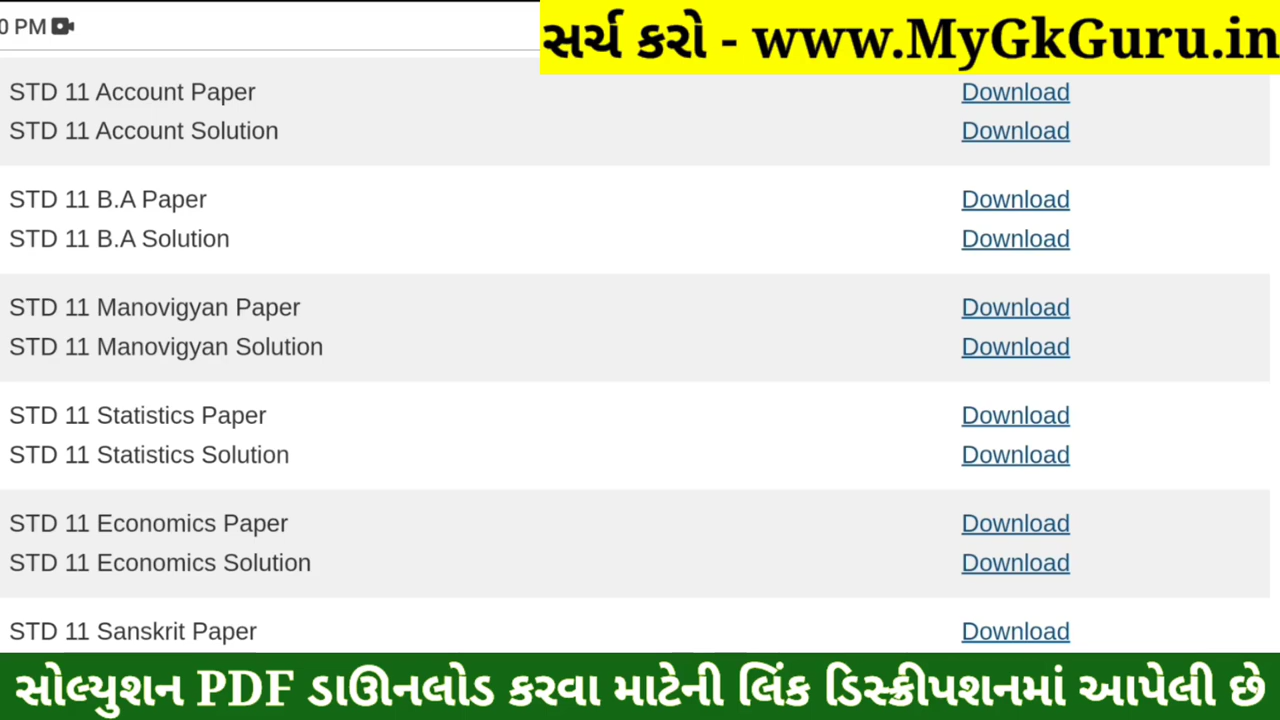 0 PM
સર્ચ કરો - www.MyGkGuru.in
STD 11 Account Paper Download
STD 11 Account Solution Download
STD 11 B.A Paper Download
STD 11 B.A Solution Download
STD 11 Manovigyan Paper Download
STD 11 Manovigyan Solution Download
STD 11 Statistics Paper Download
STD 11 Statistics Solution Download
STD 11 Economics Paper Download
STD 11 Economics Solution Download
STD 11 Sanskrit Paper Download
સોલ્યુશન PDF ડાઊનલોડ કરવા માટેની લિંક ડિસ્ક્રીપશનમાં આપેલી છે